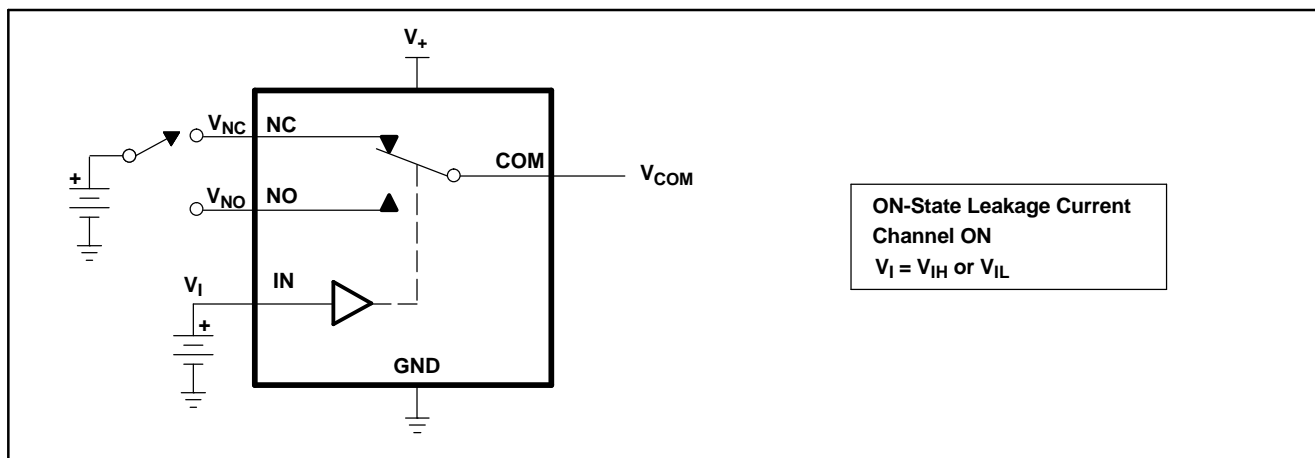 V+
VNC NC
COM
VCOM
VNO NO
VI IN
GND
+
+
ON-State Leakage Current
Channel ON
VI = VIH or VIL